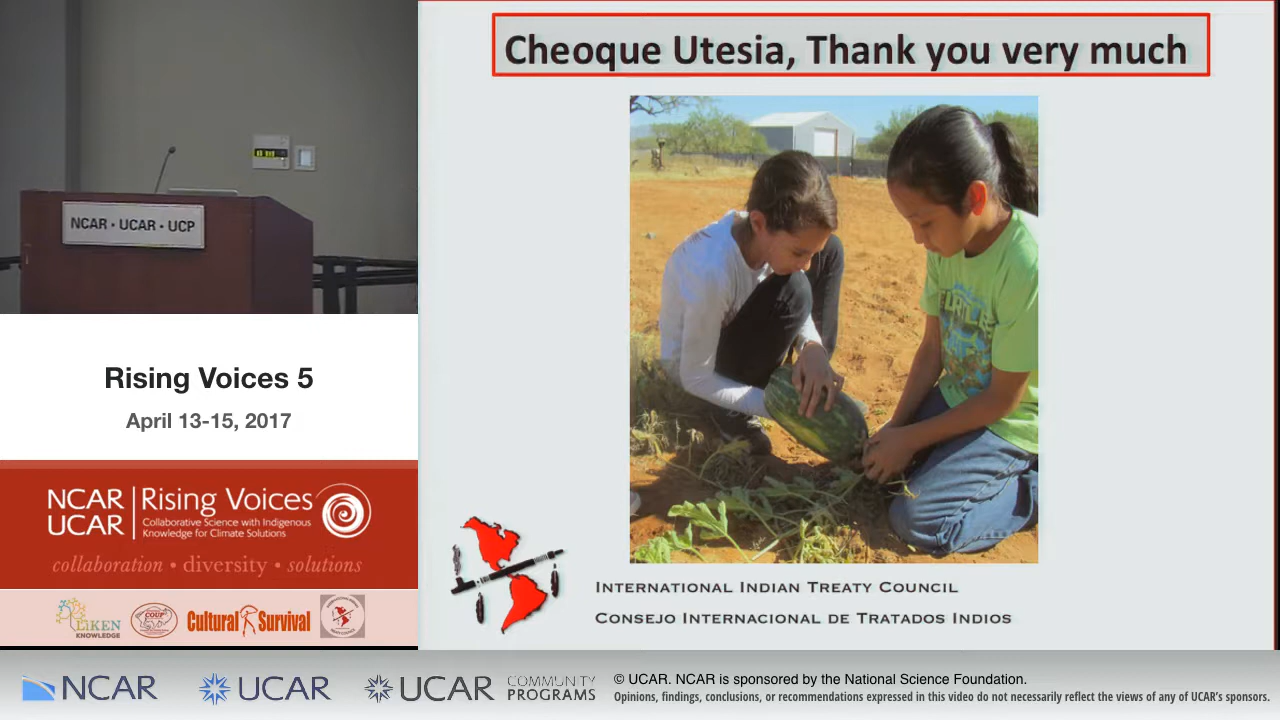 Cheoque Utesia, Thank you very much
NCAR • UCAR • UCP
Rising Voices 5
April 13-15, 2017
NCAR
UCAR
Rising Voices
Collaborative Science with Indigenous
Knowledge for Climate Solutions
collaboration • diversity • solutions
LiKEN
KNOWLEDGE
Cultural Survival
INTERNATIONAL INDIAN TREATY COUNCIL
CONSEJO INTERNACIONAL DE TRATADOS INDIOS
NCAR
UCAR
UCAR
COMMUNITY
PROGRAMS
© UCAR. NCAR is sponsored by the National Science Foundation.
Opinions, findings, conclusions, or recommendations expressed in this video do not necessarily reflect the views of any of UCAR's sponsors.